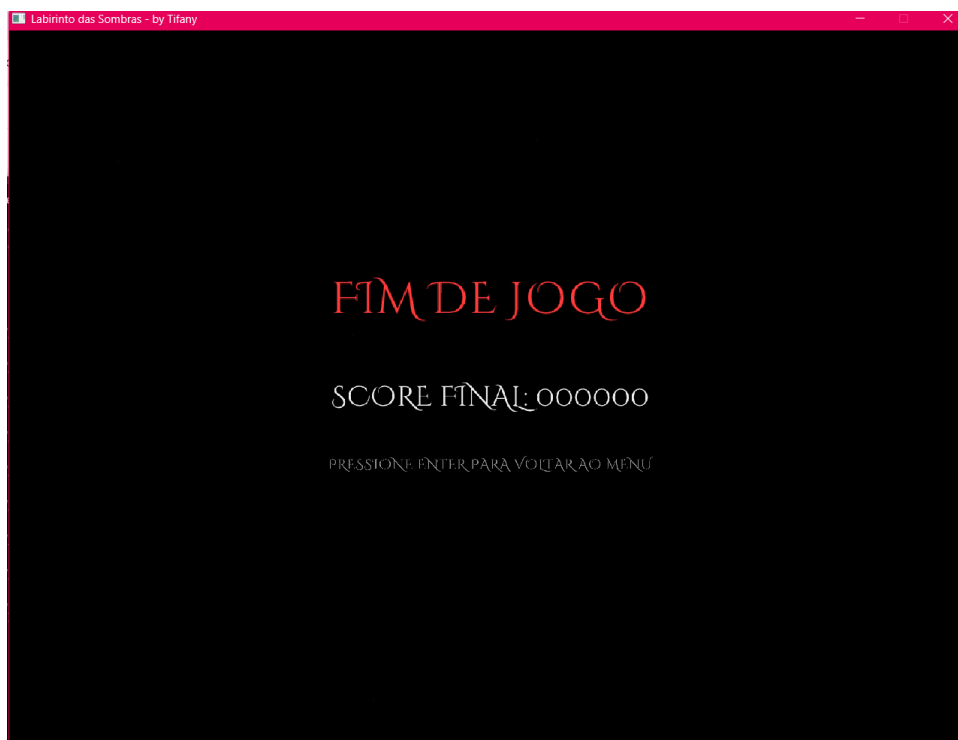 Labirinto das Sombras - by Tifany
FIM DE JOGO
SCORE FINAL: 000000
PRESSIONE ENTER PARA VOLTAR AO MENU